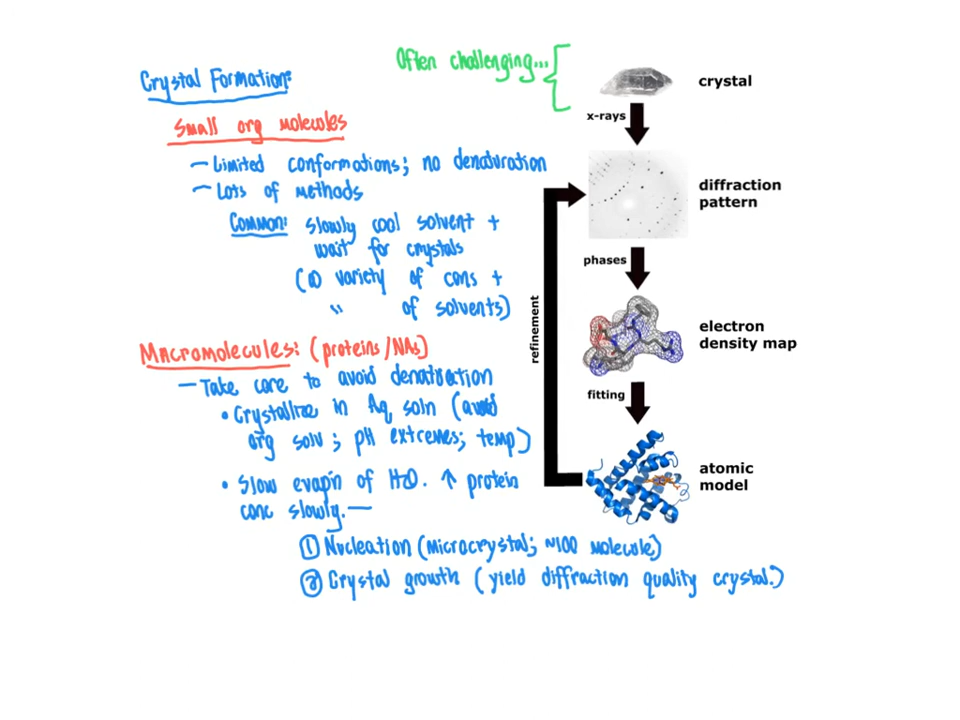 Often challenging...
Crystal Formation:
Small org molecules
– Limited conformations; no denaturation
– Lots of methods
Common: Slowly cool solvent +
wait for crystals
(@ variety of cons +
" of solvents)
Macromolecules: (proteins/NAs)
– Take care to avoid denaturation
• Crystallize in Aq soln (avoid
org solv; pH extremes; temp)
• Slow evap'n of H2O. ↑ protein
conc slowly. —
① Nucleation (microcrystal; ~100 molecule)
② Crystal growth (yield diffraction quality crystal.)
crystal
x-rays
diffraction
pattern
phases
electron
density map
refinement
fitting
atomic
model